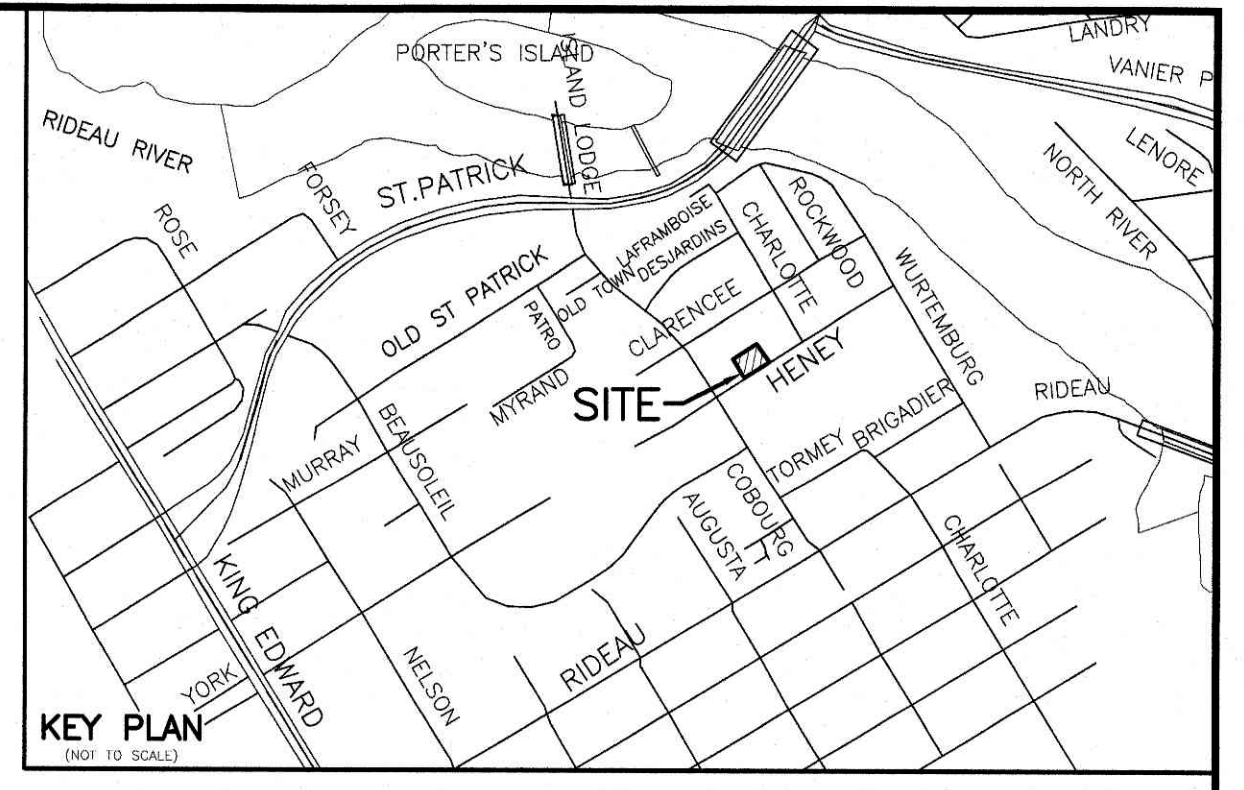 LANDRY
PORTER'S ISLAND
ISLAND LODGE
VANIER P
RIDEAU RIVER
LENORE
NORTH RIVER
FORSEY
ST.PATRICK
ROSE
ROCKWOOD
CHARLOTTE
LAFRAMBOISE
DESJARDINS
OLD TOWN
WURTEMBURG
OLD ST PATRICK
PATRO
CLARENCEE
HENEY
MYRAND
SITE
RIDEAU
BEAUSOLEIL
BRIGADIER
TORMEY
MURRAY
COBOURG
AUGUSTA
CHARLOTTE
KING EDWARD
NELSON
RIDEAU
YORK
KEY PLAN
(NOT TO SCALE)